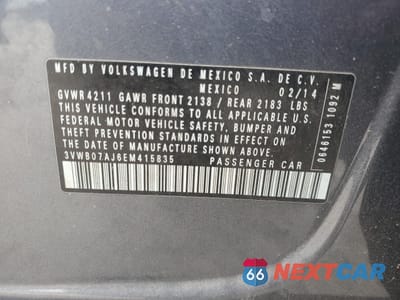 MFD BY VOLKSWAGEN DE MEXICO S.A. DE C.V.
MEXICO 02/14
GVWR 4211 GAWR FRONT 2138 / REAR 2183 LBS
THIS VEHICLE CONFORMS TO ALL APPLICABLE
FEDERAL MOTOR VEHICLE SAFETY, BUMPER AND
THEFT PREVENTION STANDARDS IN EFFECT ON
THE DATE OF MANUFACTURE SHOWN ABOVE.
3VWB07AJ6EM415835 PASSENGER CAR
0646153 1092 M
66 NEXTCAR